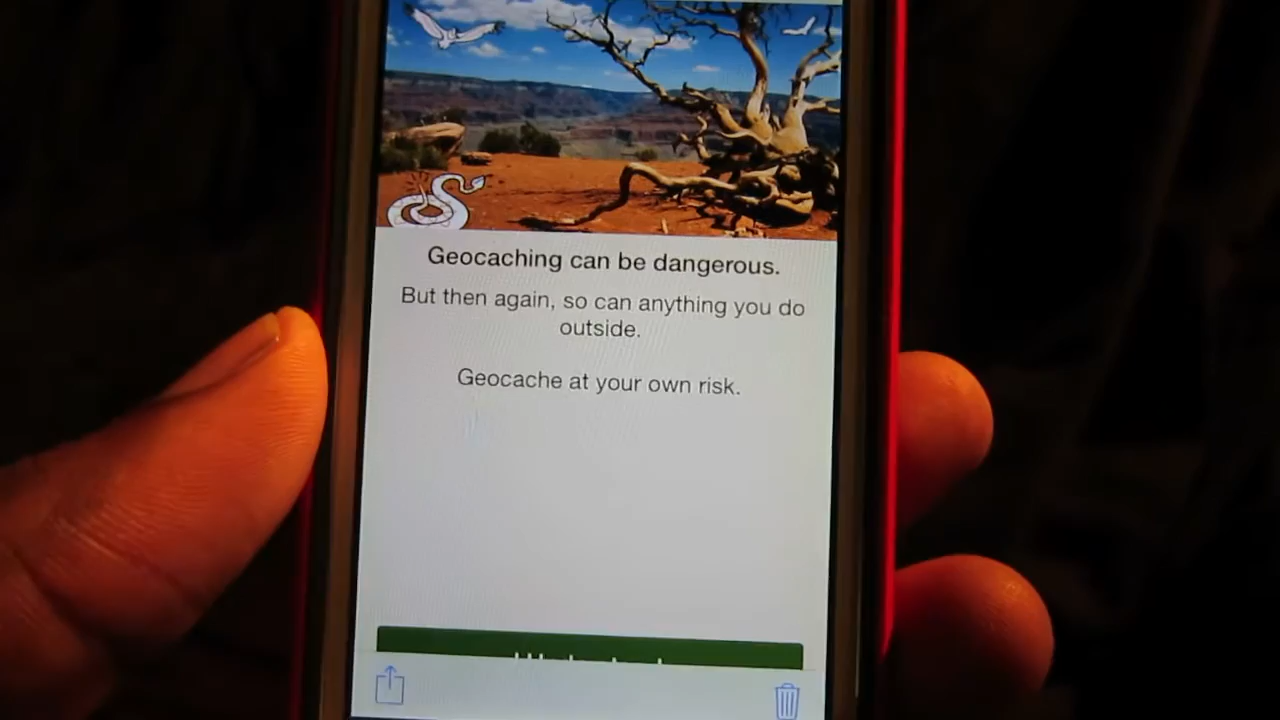 Geocaching can be dangerous.
But then again, so can anything you do
outside.
Geocache at your own risk.